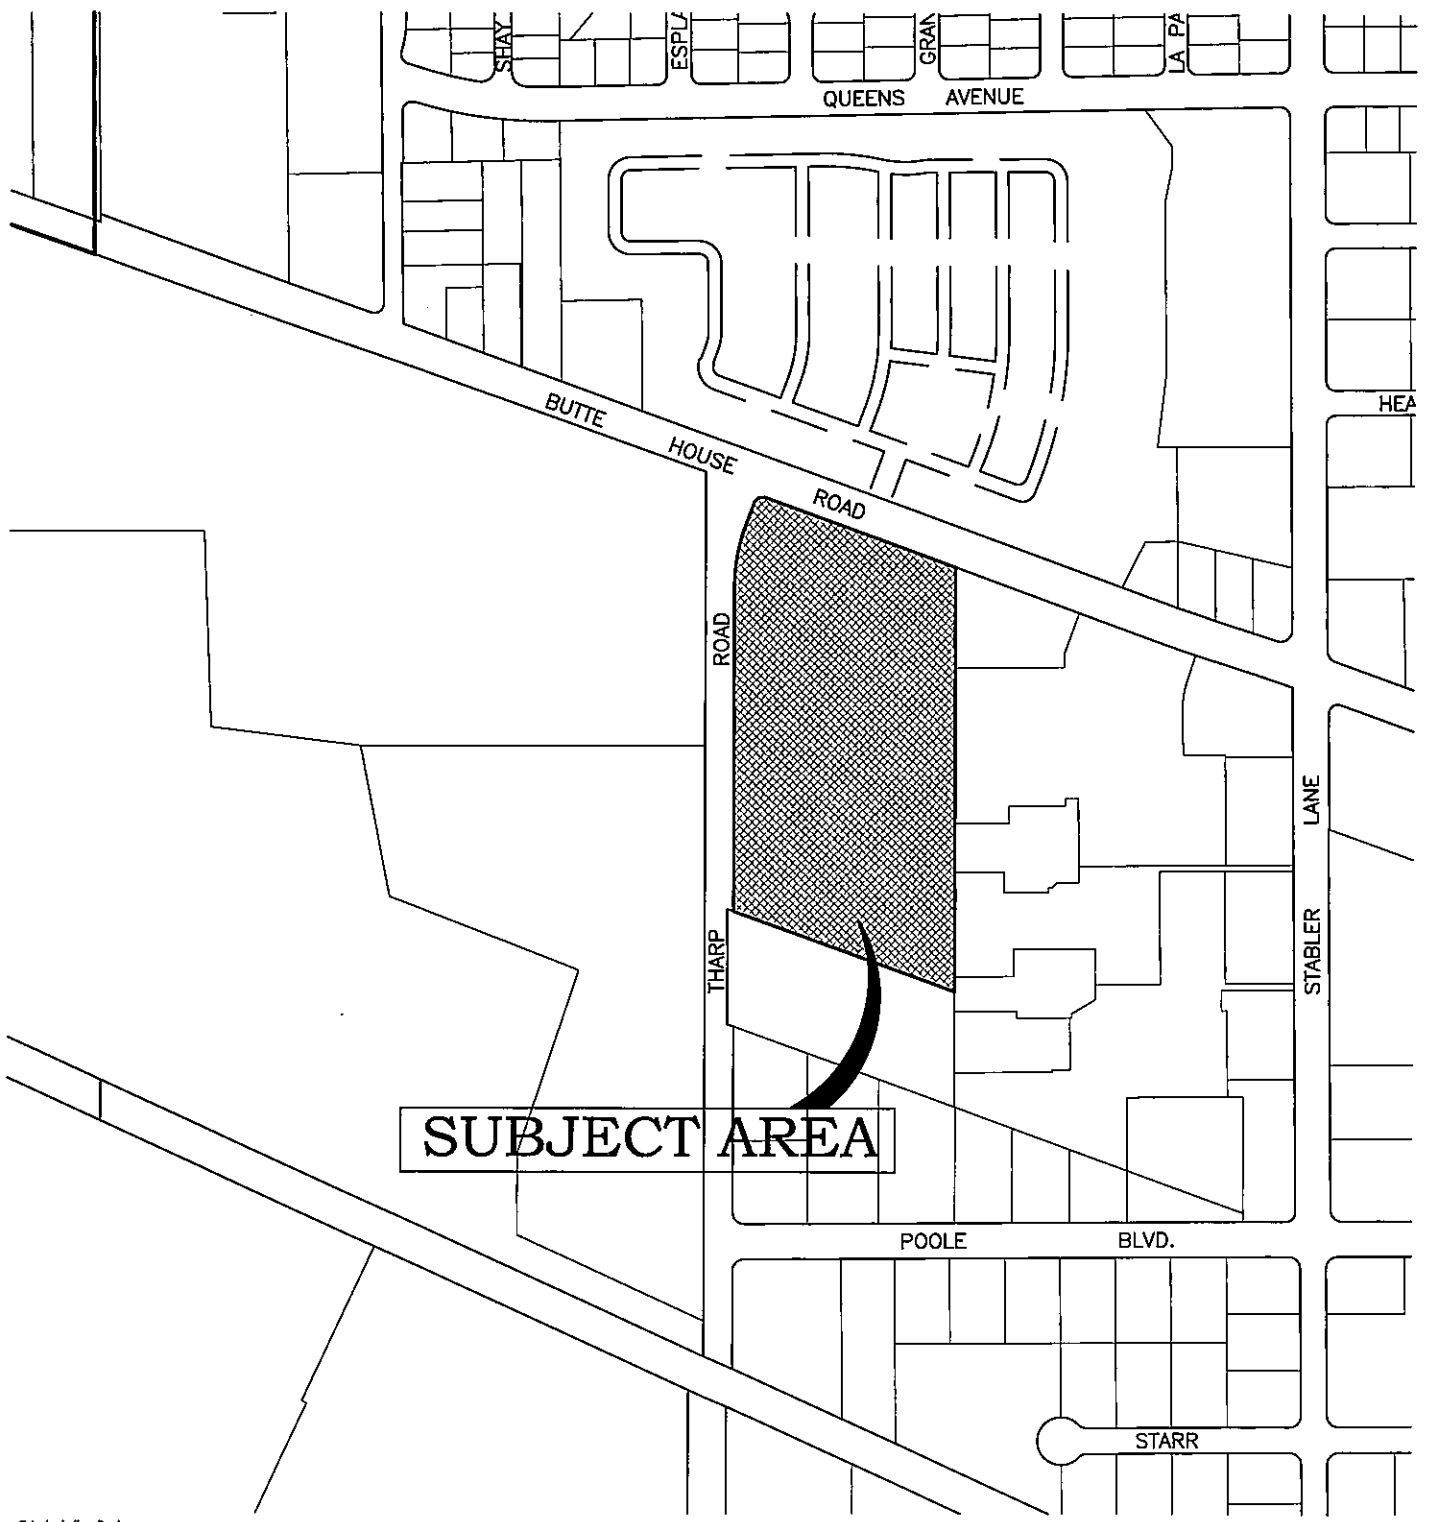 SHAY
ESPLA
GRAN
LA PA
QUEENS AVENUE
HEA
BUTTE HOUSE ROAD
THARP ROAD
STABLER LANE
SUBJECT AREA
POOLE BLVD.
STARR